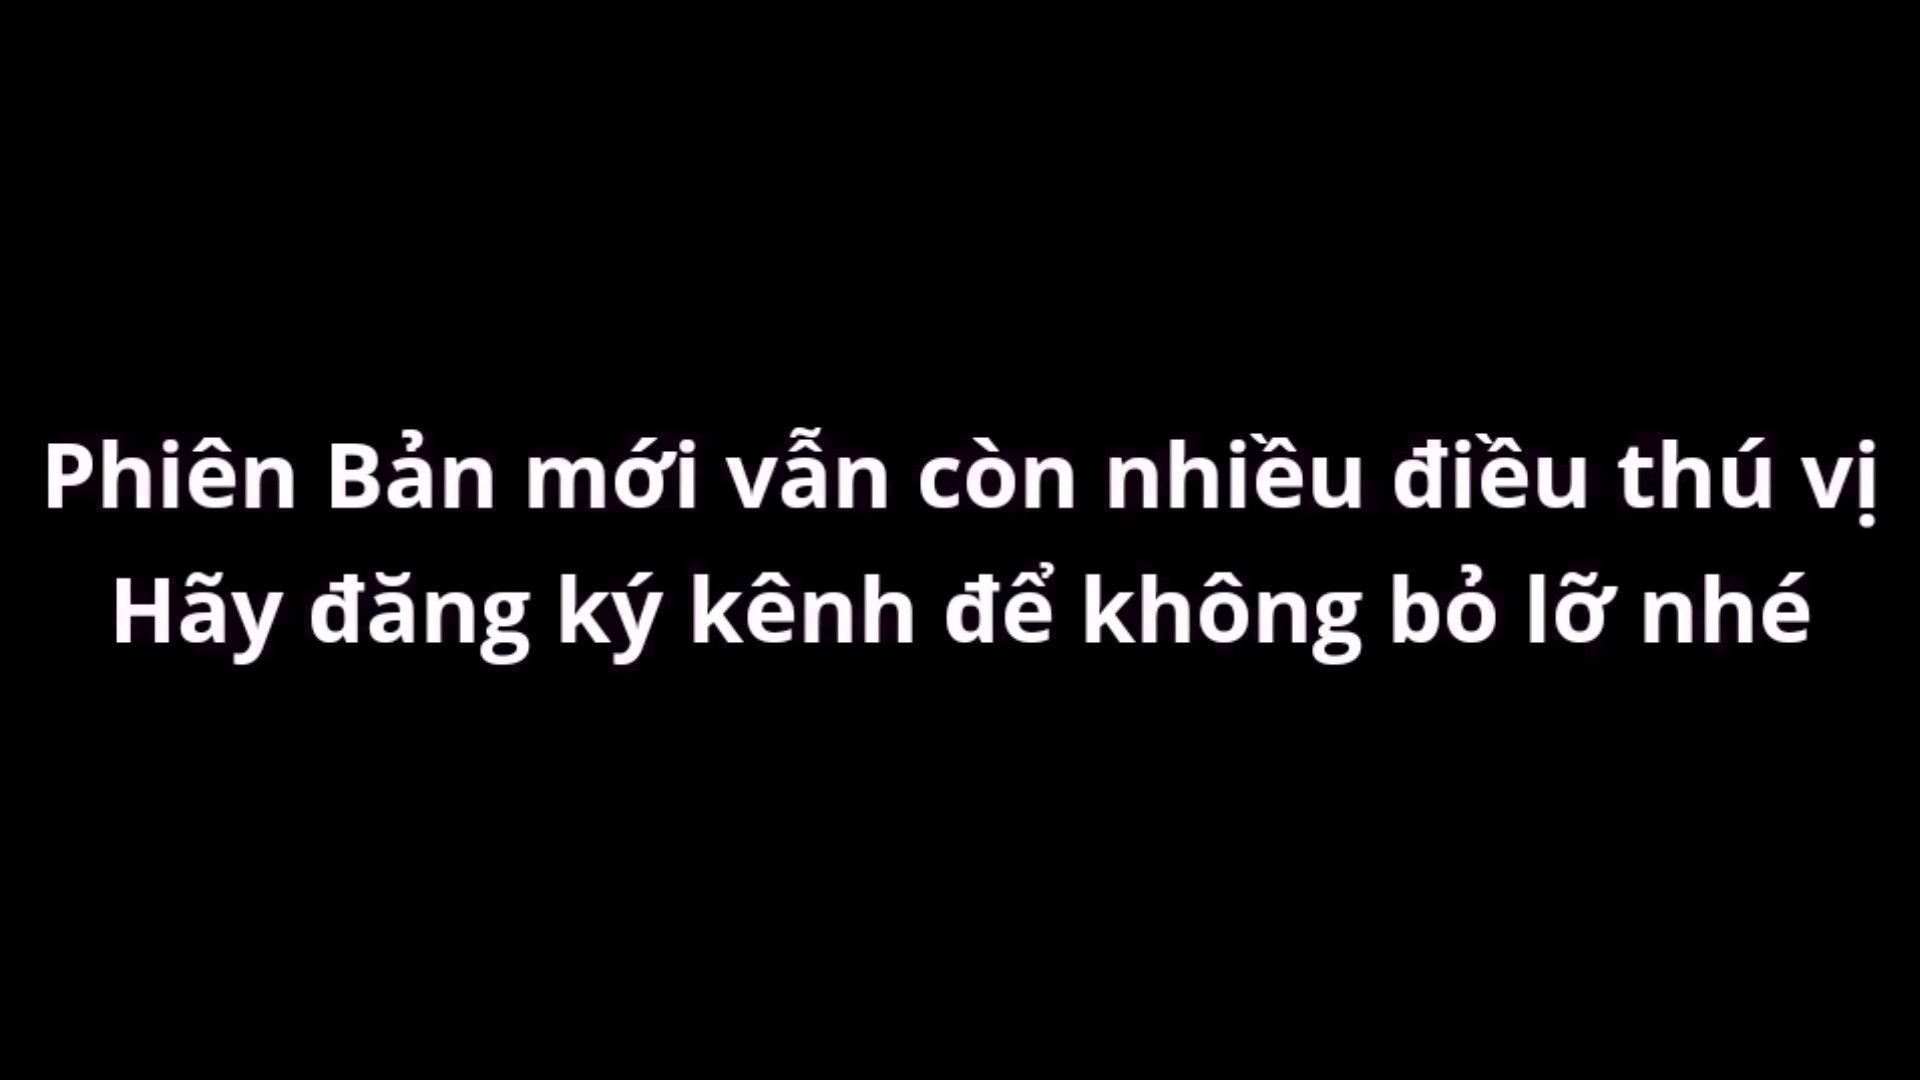 Phiên Bản mới vẫn còn nhiều điều thú vị
Hãy đăng ký kênh để không bỏ lỡ nhé